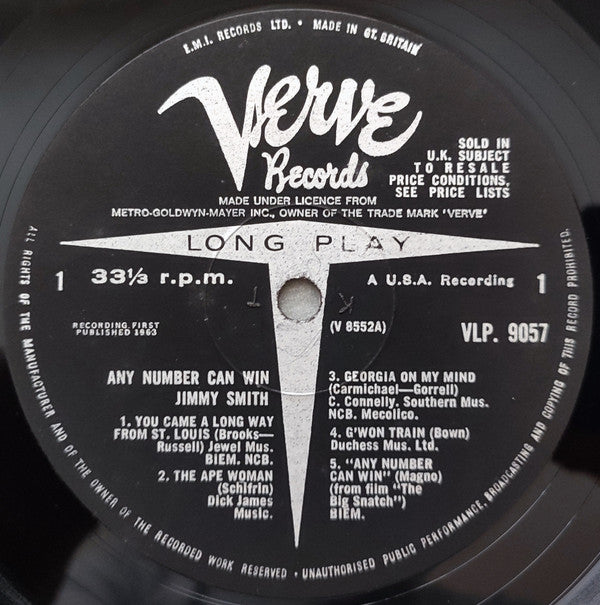 E.M.I. RECORDS LTD. • MADE IN GT. BRITAIN
Verve
Records
SOLD IN
U.K. SUBJECT
TO RESALE
PRICE CONDITIONS.
SEE PRICE LISTS
MADE UNDER LICENCE FROM
METRO-GOLDWYN-MAYER INC., OWNER OF THE TRADE MARK 'VERVE'
LONG PLAY
1 33⅓ r.p.m.
A U.S.A. Recording 1
K
T
RECORDING FIRST
PUBLISHED 1963
(V 8552A)
VLP. 9057
ANY NUMBER CAN WIN
JIMMY SMITH
1. YOU CAME A LONG WAY
FROM ST. LOUIS (Brooks—
Russell) Jewel Mus.
BIEM. NCB.
2. THE APE WOMAN
(Schifrin)
Dick James
Music.
3. GEORGIA ON MY MIND
(Carmichael—Gorrell)
C. Connelly. Southern Mus.
NCB. Mecolico.
4. G'WON TRAIN (Bown)
Duchess Mus. Ltd.
5. "ANY NUMBER
CAN WIN" (Magno)
(from film "The
Big Snatch")
BIEM.
ALL RIGHTS OF THE MANUFACTURER AND OF THE OWNER OF THE RECORDED WORK RESERVED • UNAUTHORISED PUBLIC PERFORMANCE, BROADCASTING AND COPYING OF THIS RECORD PROHIBITED.